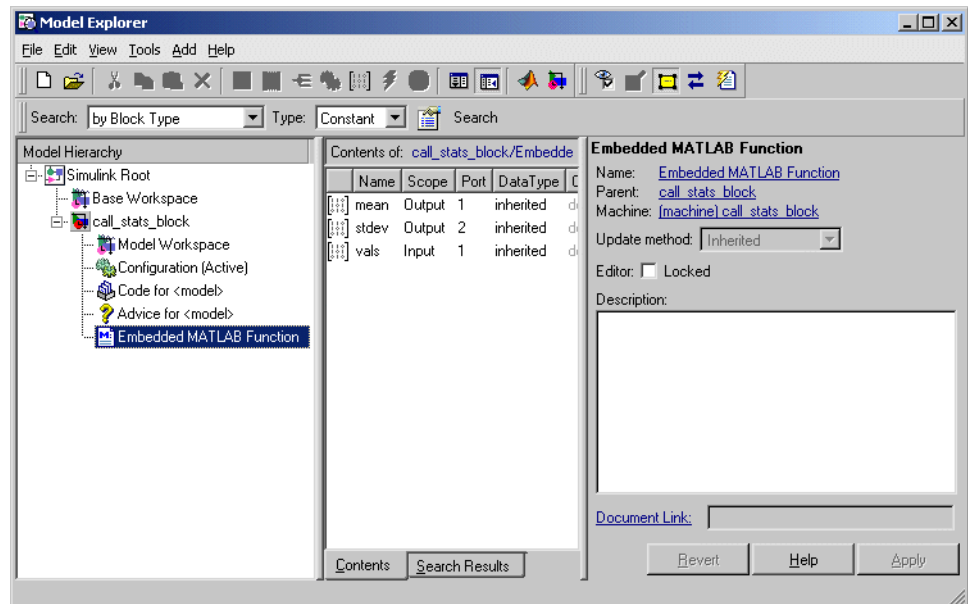 Model Explorer
File Edit View Tools Add Help
Search: by Block Type Type: Constant Search
Model Hierarchy
Simulink Root
Base Workspace
call_stats_block
Model Workspace
Configuration (Active)
Code for <model>
Advice for <model>
Embedded MATLAB Function
Contents of: call_stats_block/Embedde
Name Scope Port DataType
mean Output 1 inherited
stdev Output 2 inherited
vals Input 1 inherited
Contents Search Results
Embedded MATLAB Function
Name: Embedded MATLAB Function
Parent: call_stats_block
Machine: (machine) call_stats_block
Update method: Inherited
Editor: Locked
Description:
Document Link:
Revert Help Apply